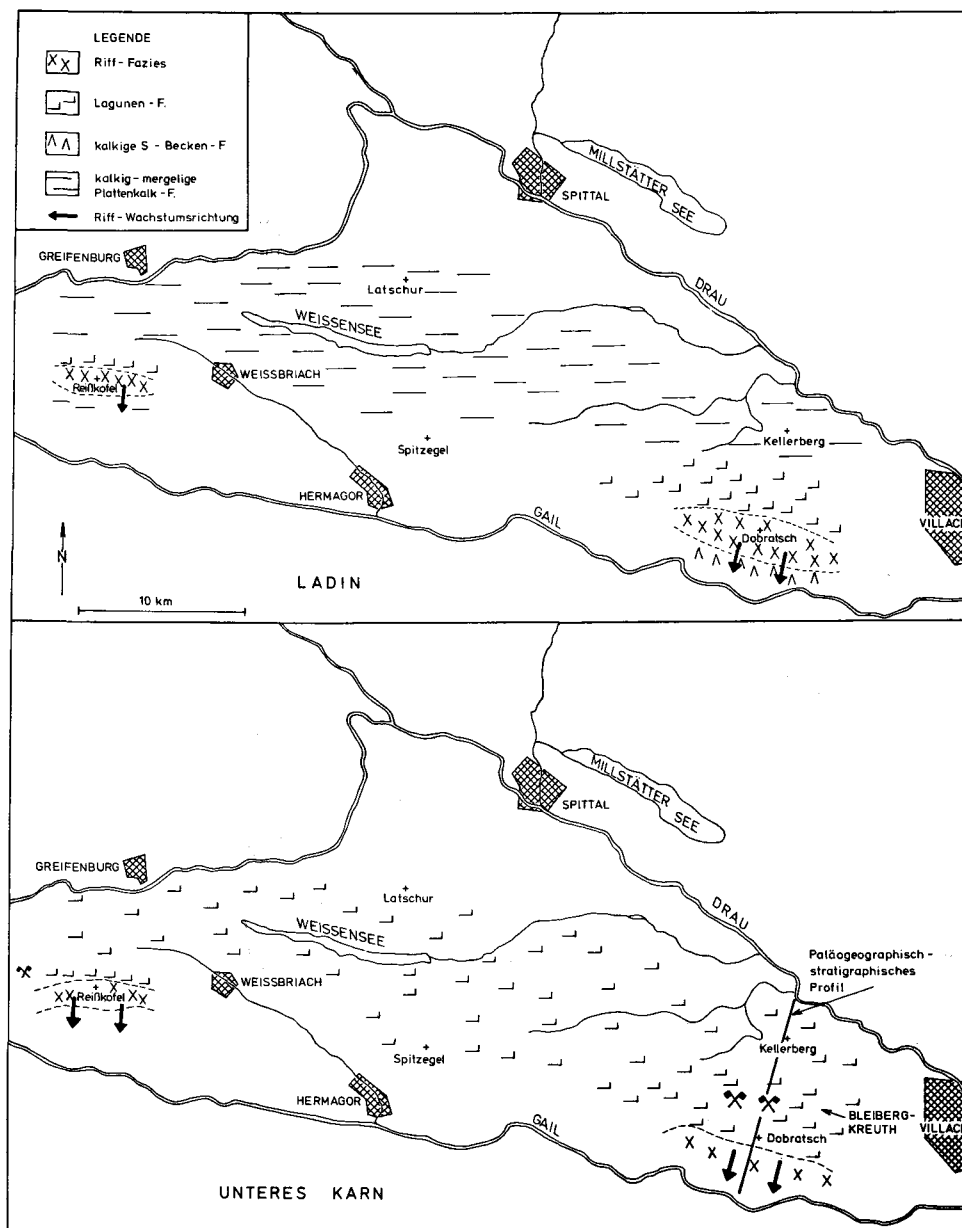 LEGENDE
Riff - Fazies
Lagunen - F.
kalkige S - Becken - F
kalkig - mergelige
Plattenkalk - F.
Riff - Wachstumsrichtung
MILLSTÄTTER
SEE
SPITTAL
GREIFENBURG
Latschur
DRAU
WEISSENSEE
WEISSBRIACH
Reißkofel
Spitzegel
Kellerberg
HERMAGOR
GAIL
VILLACH
Dobratsch
N
LADIN
10 km
MILLSTÄTTER
SEE
SPITTAL
GREIFENBURG
Latschur
DRAU
WEISSENSEE
Paläogeographisch-
stratigraphisches
Profil
WEISSBRIACH
Reißkofel
Kellerberg
Spitzegel
HERMAGOR
BLEIBERG-
KREUTH
VILLACH
GAIL
Dobratsch
UNTERES KARN